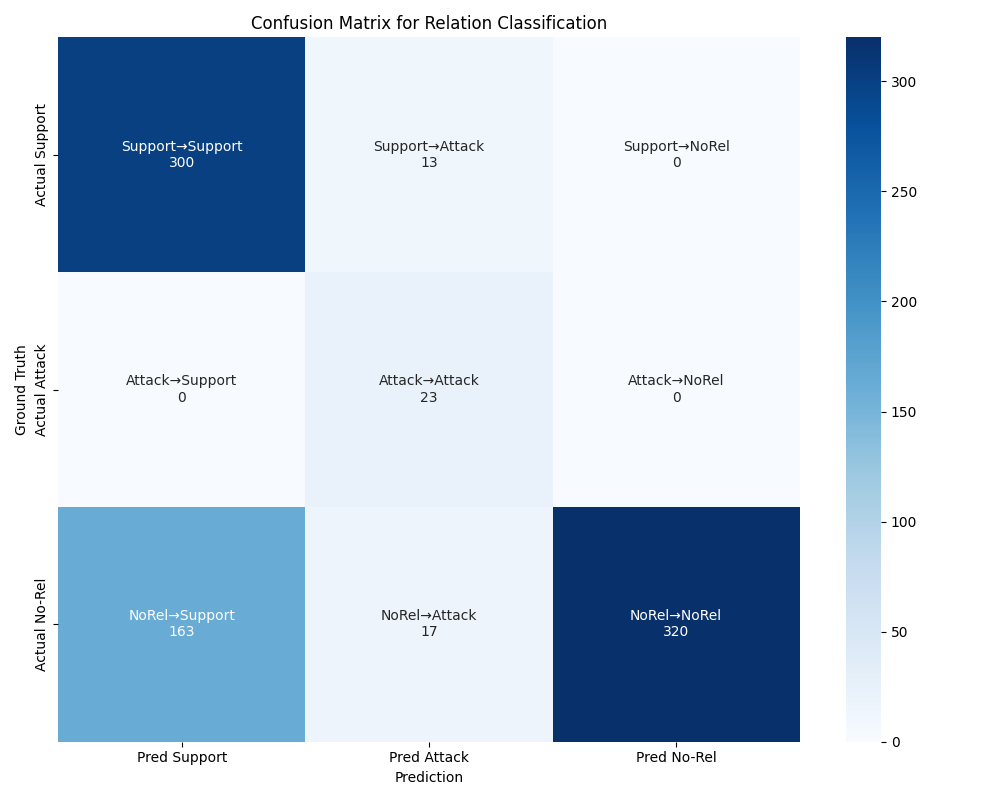 Confusion Matrix for Relation Classification
Ground Truth
Actual Support
Actual Attack
Actual No-Rel
Support→Support
300
Support→Attack
13
Support→NoRel
0
Attack→Support
0
Attack→Attack
23
Attack→NoRel
0
NoRel→Support
163
NoRel→Attack
17
NoRel→NoRel
320
Pred Support
Pred Attack
Pred No-Rel
Prediction
300
250
200
150
100
50
0